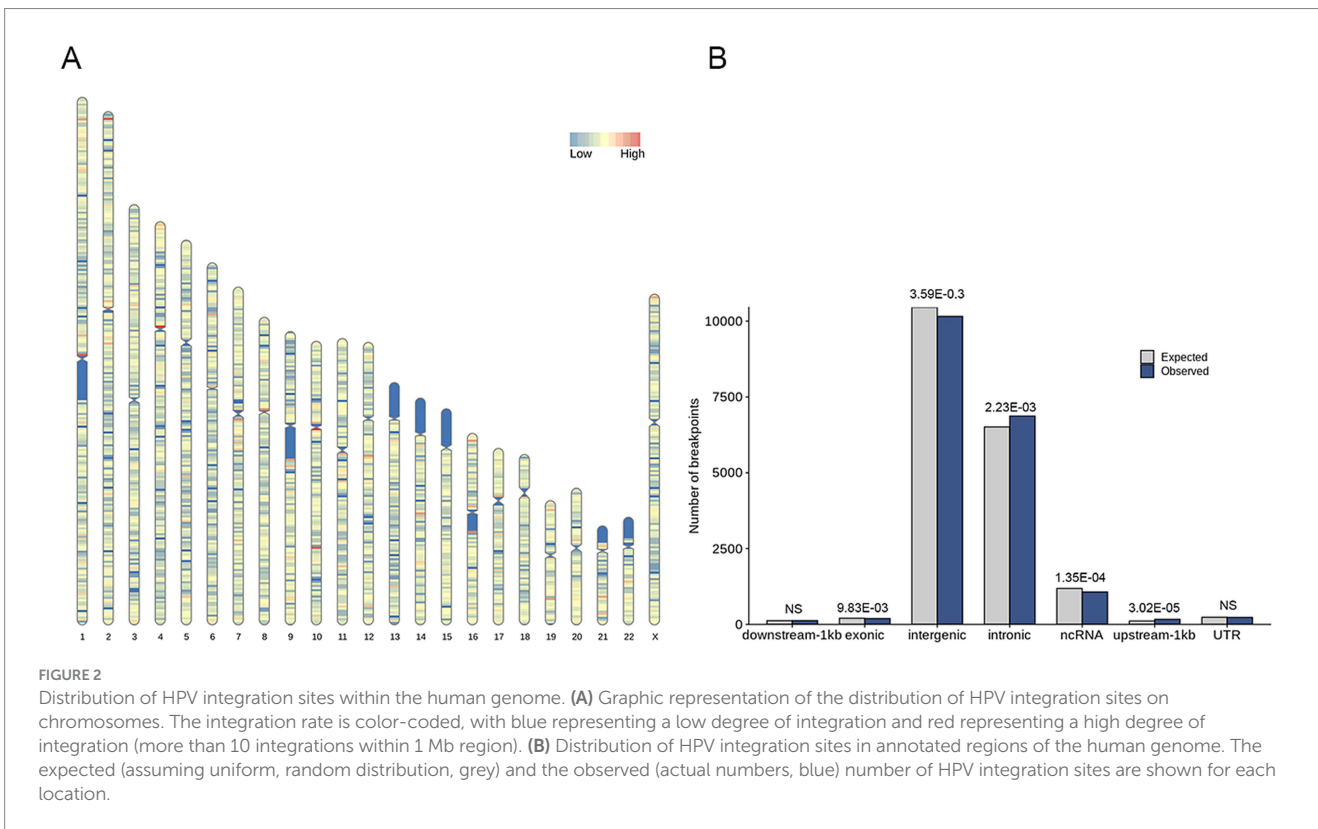 A
B
Low High
1 2 3 4 5 6 7 8 9 10 11 12 13 14 15 16 17 18 19 20 21 22 X
Number of breakpoints
10000
7500
5000
2500
0
NS
9.83E-03
3.59E-0.3
2.23E-03
1.35E-04
3.02E-05
NS
downstream-1kb exonic intergenic intronic ncRNA upstream-1kb UTR
Expected
Observed
FIGURE 2
Distribution of HPV integration sites within the human genome. (A) Graphic representation of the distribution of HPV integration sites on
chromosomes. The integration rate is color-coded, with blue representing a low degree of integration and red representing a high degree of
integration (more than 10 integrations within 1 Mb region). (B) Distribution of HPV integration sites in annotated regions of the human genome. The
expected (assuming uniform, random distribution, grey) and the observed (actual numbers, blue) number of HPV integration sites are shown for each
location.